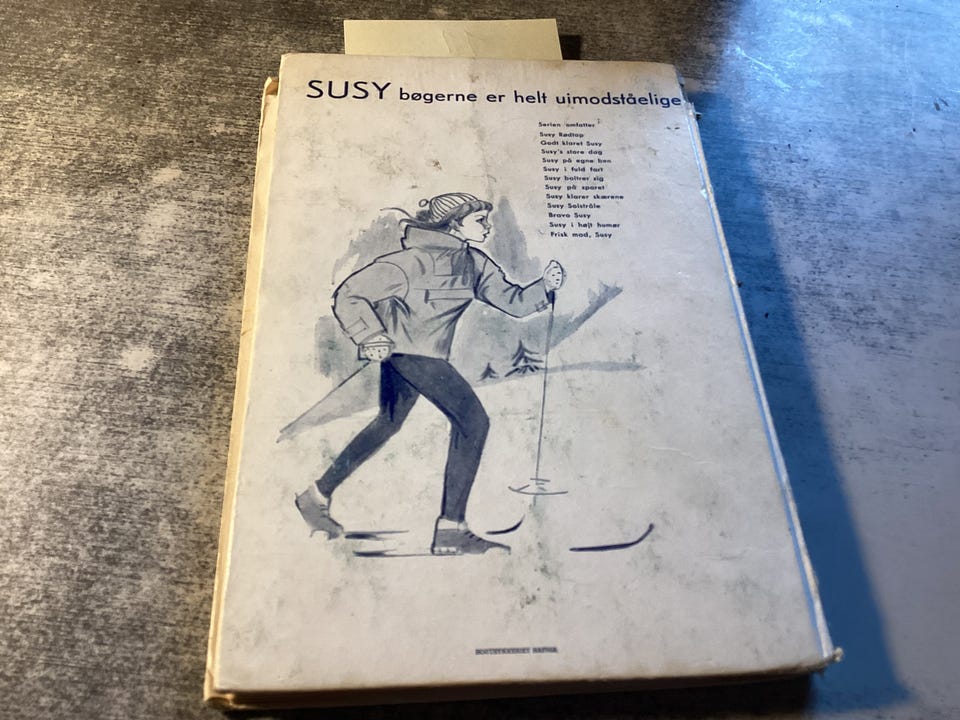 SUSY bøgerne er helt uimodståelige
Serien omfatter
Susy Rødtop
Godt klaret Susy
Susy's store dag
Susy på egne ben
Susy i fuld fart
Susy boltrer sig
Susy på sporet
Susy klarer skærene
Susy Solstråle
Bravo Susy
Susy i højt humør
Frisk mod, Susy